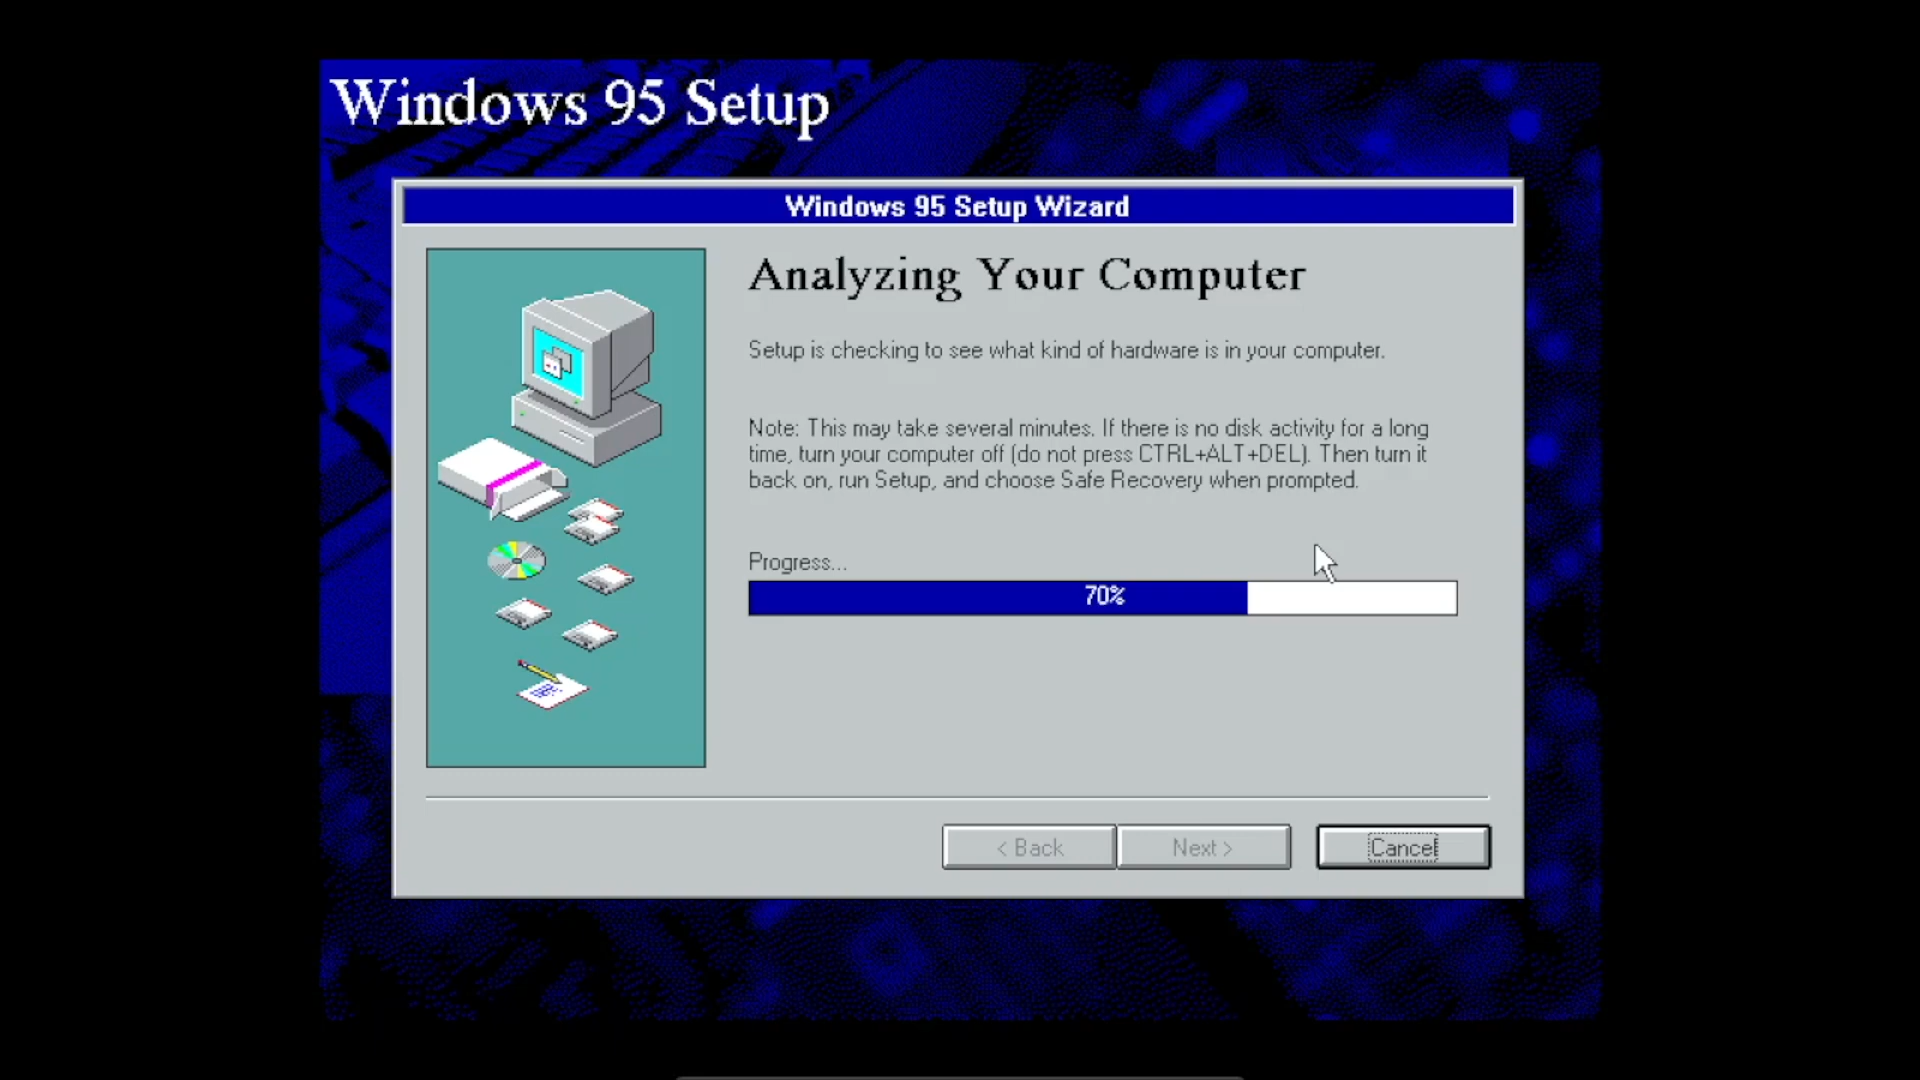 Windows 95 Setup
Windows 95 Setup Wizard
Analyzing Your Computer
Setup is checking to see what kind of hardware is in your computer.
Note: This may take several minutes. If there is no disk activity for a long
time, turn your computer off (do not press CTRL+ALT+DEL). Then turn it
back on, run Setup, and choose Safe Recovery when prompted.
Progress...
70%
< Back
Next >
Cancel